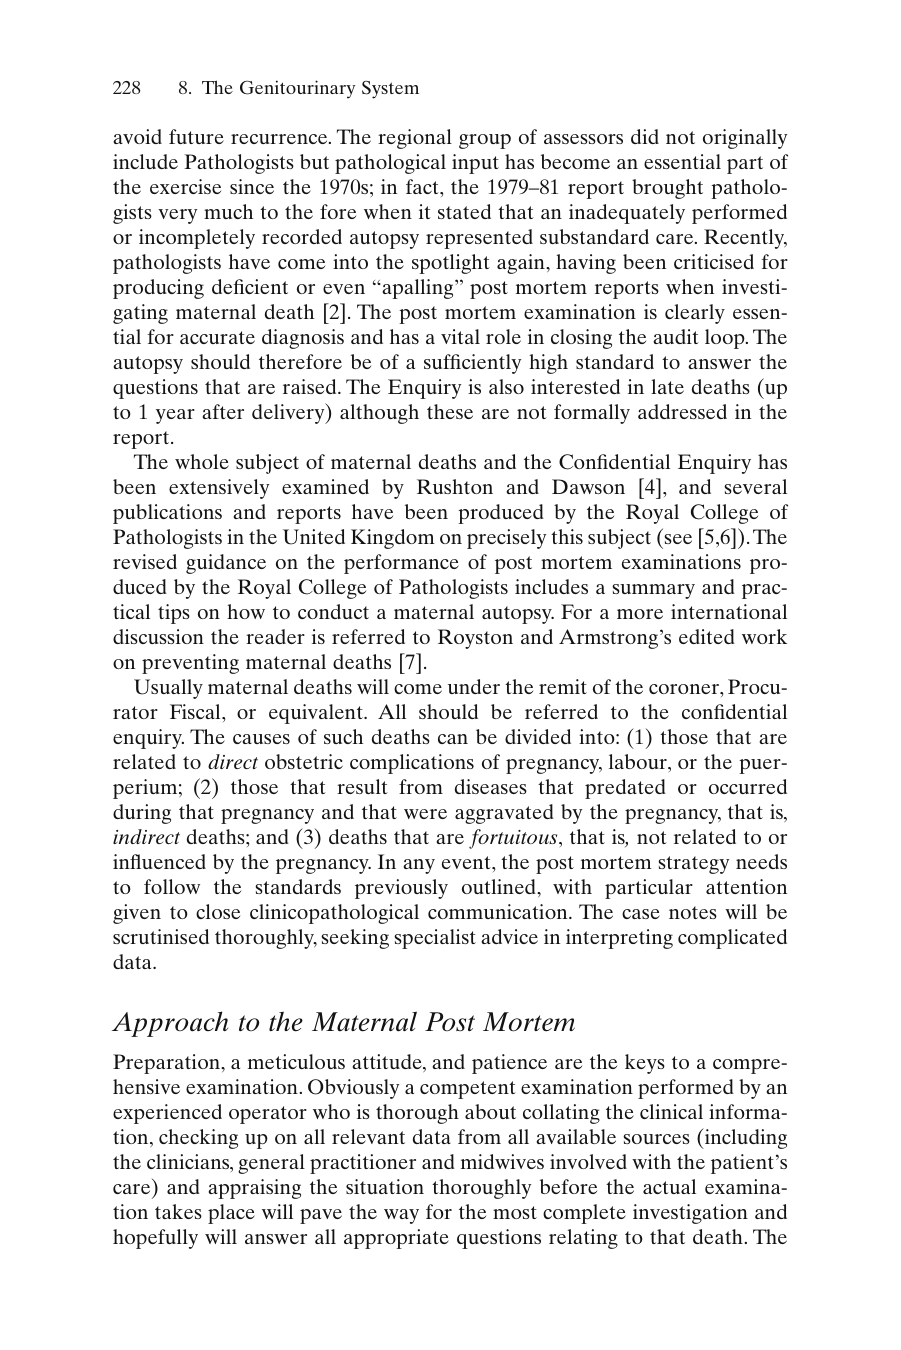 228 8. The Genitourinary System
avoid future recurrence. The regional group of assessors did not originally
include Pathologists but pathological input has become an essential part of
the exercise since the 1970s; in fact, the 1979–81 report brought patholo-
gists very much to the fore when it stated that an inadequately performed
or incompletely recorded autopsy represented substandard care. Recently,
pathologists have come into the spotlight again, having been criticised for
producing deficient or even “apalling” post mortem reports when investi-
gating maternal death [2]. The post mortem examination is clearly essen-
tial for accurate diagnosis and has a vital role in closing the audit loop. The
autopsy should therefore be of a sufficiently high standard to answer the
questions that are raised. The Enquiry is also interested in late deaths (up
to 1 year after delivery) although these are not formally addressed in the
report.
The whole subject of maternal deaths and the Confidential Enquiry has
been extensively examined by Rushton and Dawson [4], and several
publications and reports have been produced by the Royal College of
Pathologists in the United Kingdom on precisely this subject (see [5,6]). The
revised guidance on the performance of post mortem examinations pro-
duced by the Royal College of Pathologists includes a summary and prac-
tical tips on how to conduct a maternal autopsy. For a more international
discussion the reader is referred to Royston and Armstrong’s edited work
on preventing maternal deaths [7].
Usually maternal deaths will come under the remit of the coroner, Procu-
rator Fiscal, or equivalent. All should be referred to the confidential
enquiry. The causes of such deaths can be divided into: (1) those that are
related to direct obstetric complications of pregnancy, labour, or the puer-
perium; (2) those that result from diseases that predated or occurred
during that pregnancy and that were aggravated by the pregnancy, that is,
indirect deaths; and (3) deaths that are fortuitous, that is, not related to or
influenced by the pregnancy. In any event, the post mortem strategy needs
to follow the standards previously outlined, with particular attention
given to close clinicopathological communication. The case notes will be
scrutinised thoroughly, seeking specialist advice in interpreting complicated
data.
Approach to the Maternal Post Mortem
Preparation, a meticulous attitude, and patience are the keys to a compre-
hensive examination. Obviously a competent examination performed by an
experienced operator who is thorough about collating the clinical informa-
tion, checking up on all relevant data from all available sources (including
the clinicians, general practitioner and midwives involved with the patient’s
care) and appraising the situation thoroughly before the actual examina-
tion takes place will pave the way for the most complete investigation and
hopefully will answer all appropriate questions relating to that death. The